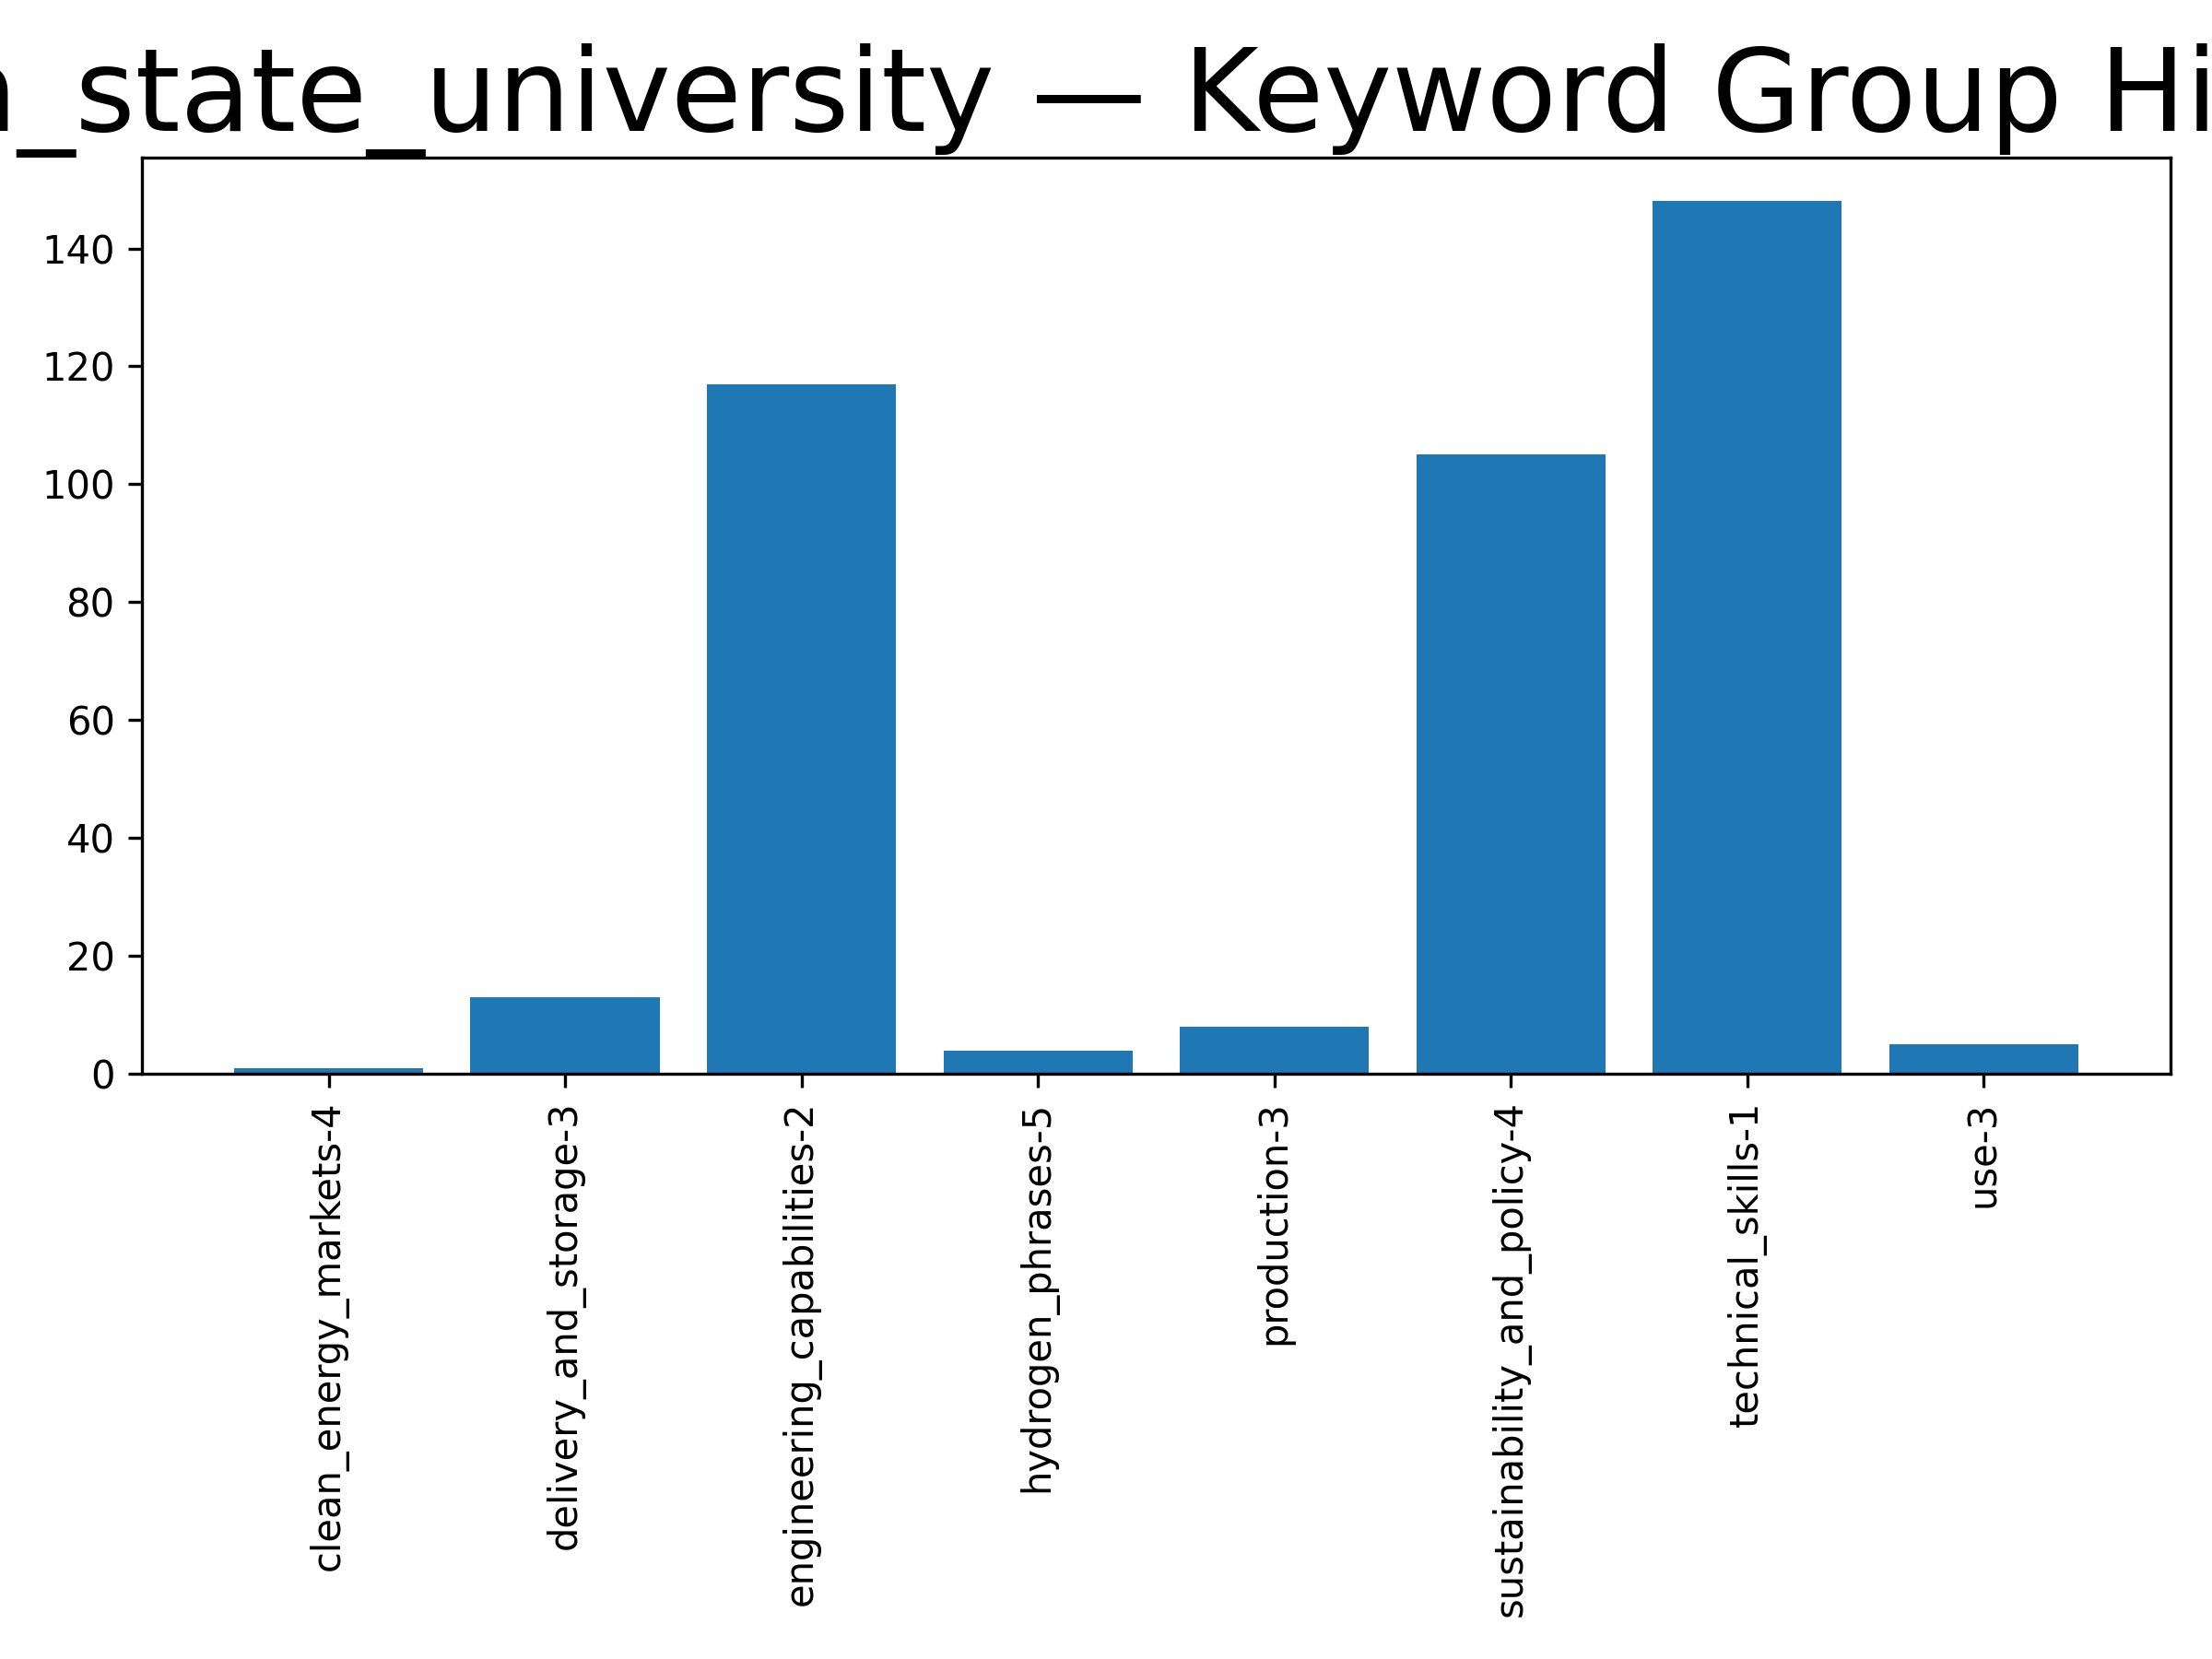 _state_university — Keyword Group Hi
140
120
100
80
60
40
20
0
clean_energy_markets-4
delivery_and_storage-3
engineering_capabilities-2
hydrogen_phrases-5
production-3
sustainability_and_policy-4
technical_skills-1
use-3